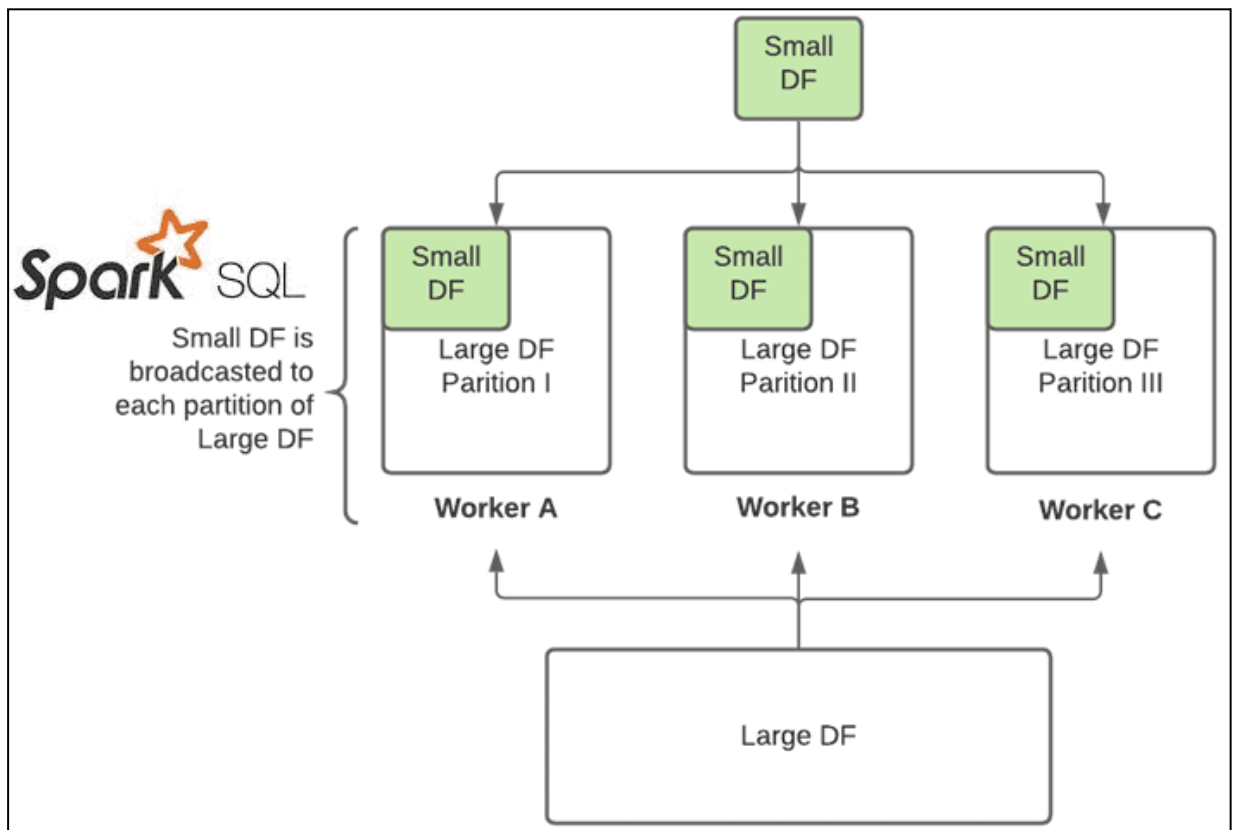 Small
DF
Spark SQL
Small DF is
broadcasted to
each partition of
Large DF
Small
DF
Large DF
Parition I
Worker A
Small
DF
Large DF
Parition II
Worker B
Small
DF
Large DF
Parition III
Worker C
Large DF